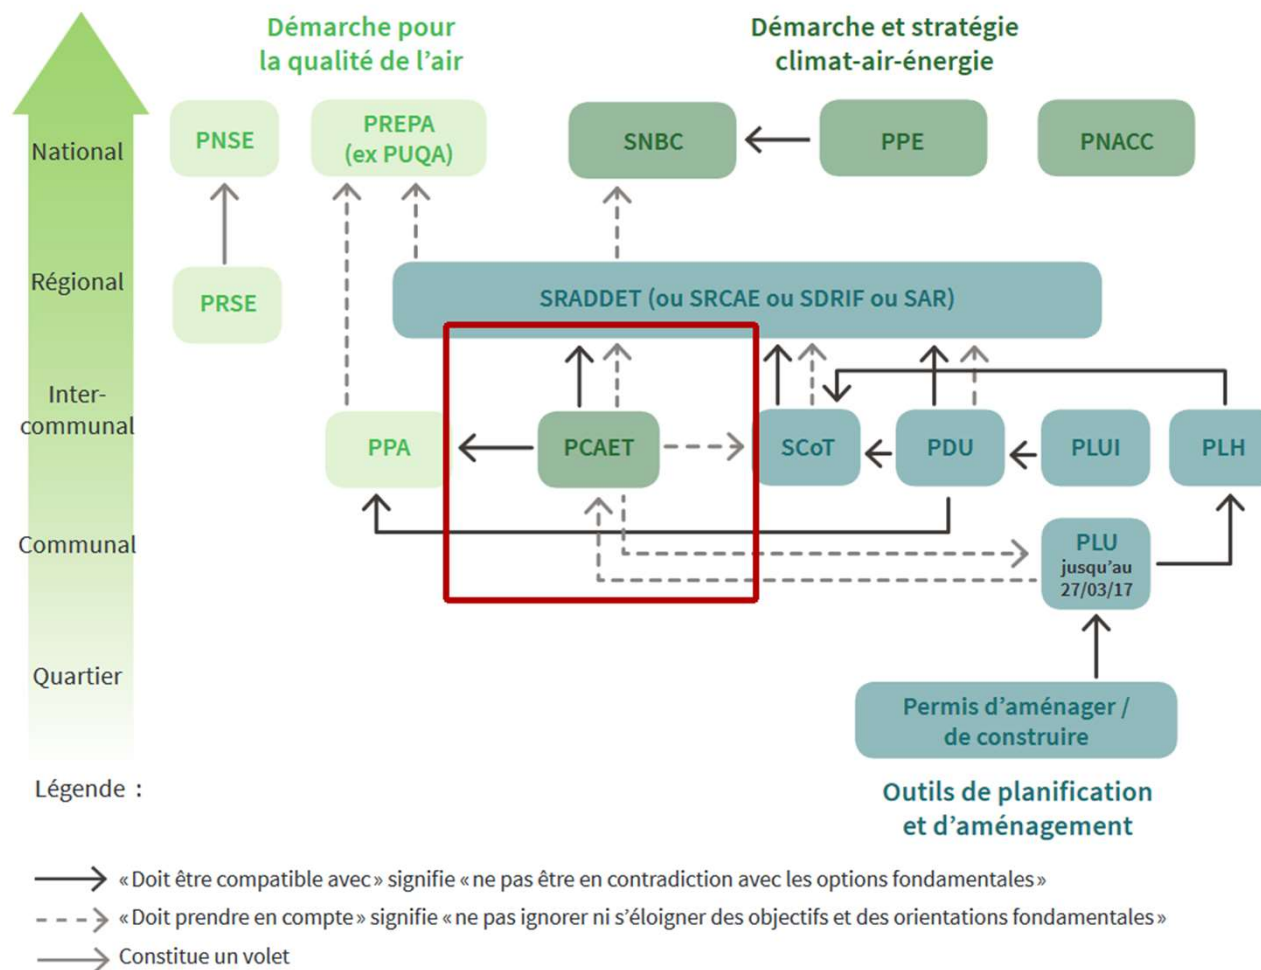 Démarche pour
la qualité de l’air
Démarche et stratégie
climat-air-énergie
National
PNSE
PREPA
(ex PUQA)
SNBC
PPE
PNACC
Régional
PRSE
SRADDET (ou SRCAE ou SDRIF ou SAR)
Inter-
communal
PPA
PCAET
SCoT
PDU
PLUI
PLH
Communal
PLU
jusqu’au
27/03/17
Quartier
Permis d’aménager /
de construire
Légende :
Outils de planification
et d’aménagement
« Doit être compatible avec » signifie « ne pas être en contradiction avec les options fondamentales »
« Doit prendre en compte » signifie « ne pas ignorer ni s’éloigner des objectifs et des orientations fondamentales »
Constitue un volet